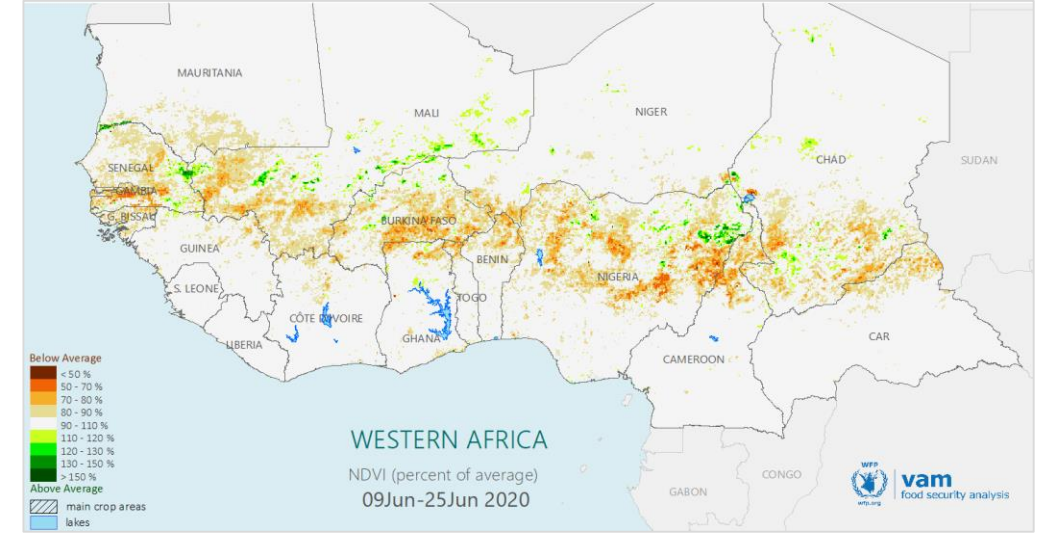 MAURITANIA
MALI
NIGER
CHAD
SUDAN
SENEGAL
GAMBIA
G. BISSAU
BURKINA FASO
GUINEA
BENIN
NIGERIA
S. LEONE
TOGO
CÔTE D'IVOIRE
GHANA
LIBERIA
CAMEROON
CAR
CONGO
GABON
Below Average
< 50 %
50 - 70 %
70 - 80 %
80 - 90 %
90 - 110 %
110 - 120 %
120 - 130 %
130 - 150 %
> 150 %
Above Average
main crop areas
lakes
WESTERN AFRICA
NDVI (percent of average)
09Jun-25Jun 2020
WFP
wfp.org
vam
food security analysis